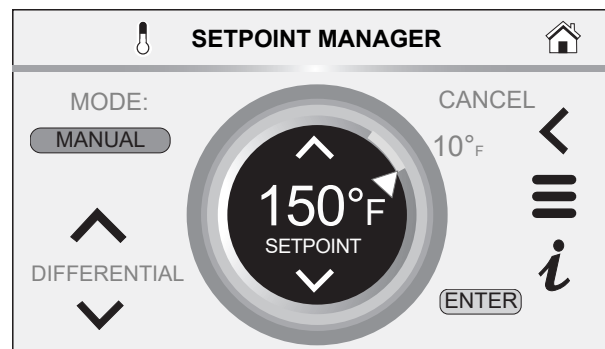 SETPOINT MANAGER
MODE:
MANUAL
CANCEL
10°F
150°F
SETPOINT
DIFFERENTIAL
i
ENTER